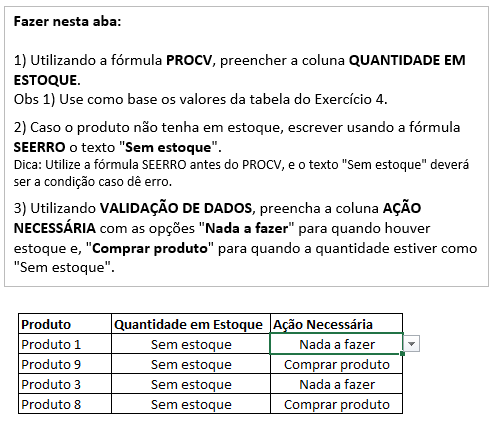 Fazer nesta aba:
1) Utilizando a fórmula PROCV, preencher a coluna QUANTIDADE EM
ESTOQUE.
Obs 1) Use como base os valores da tabela do Exercício 4.
2) Caso o produto não tenha em estoque, escrever usando a fórmula
SEERRO o texto "Sem estoque".
Dica: Utilize a fórmula SEERRO antes do PROCV, e o texto "Sem estoque" deverá
ser a condição caso dê erro.
3) Utilizando VALIDAÇÃO DE DADOS, preencha a coluna AÇÃO
NECESSÁRIA com as opções "Nada a fazer" para quando houver
estoque e, "Comprar produto" para quando a quantidade estiver como
"Sem estoque".
Produto Quantidade em Estoque Ação Necessária
Produto 1 Sem estoque Nada a fazer
Produto 9 Sem estoque Comprar produto
Produto 3 Sem estoque Nada a fazer
Produto 8 Sem estoque Comprar produto